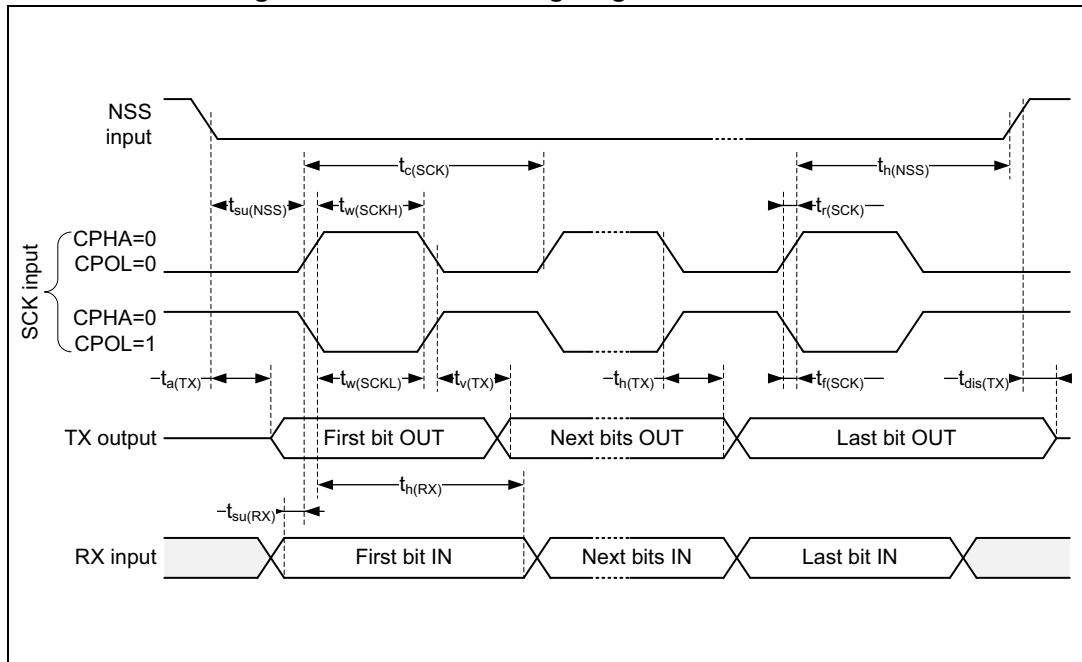 NSS
input
tc(SCK)
th(NSS)
tsu(NSS)
tw(SCKH)
tr(SCK)
SCK input
CPHA=0
CPOL=0
CPHA=0
CPOL=1
ta(TX)
tw(SCKL)
tv(TX)
th(TX)
tf(SCK)
tdis(TX)
TX output
First bit OUT
Next bits OUT
Last bit OUT
th(RX)
tsu(RX)
RX input
First bit IN
Next bits IN
Last bit IN